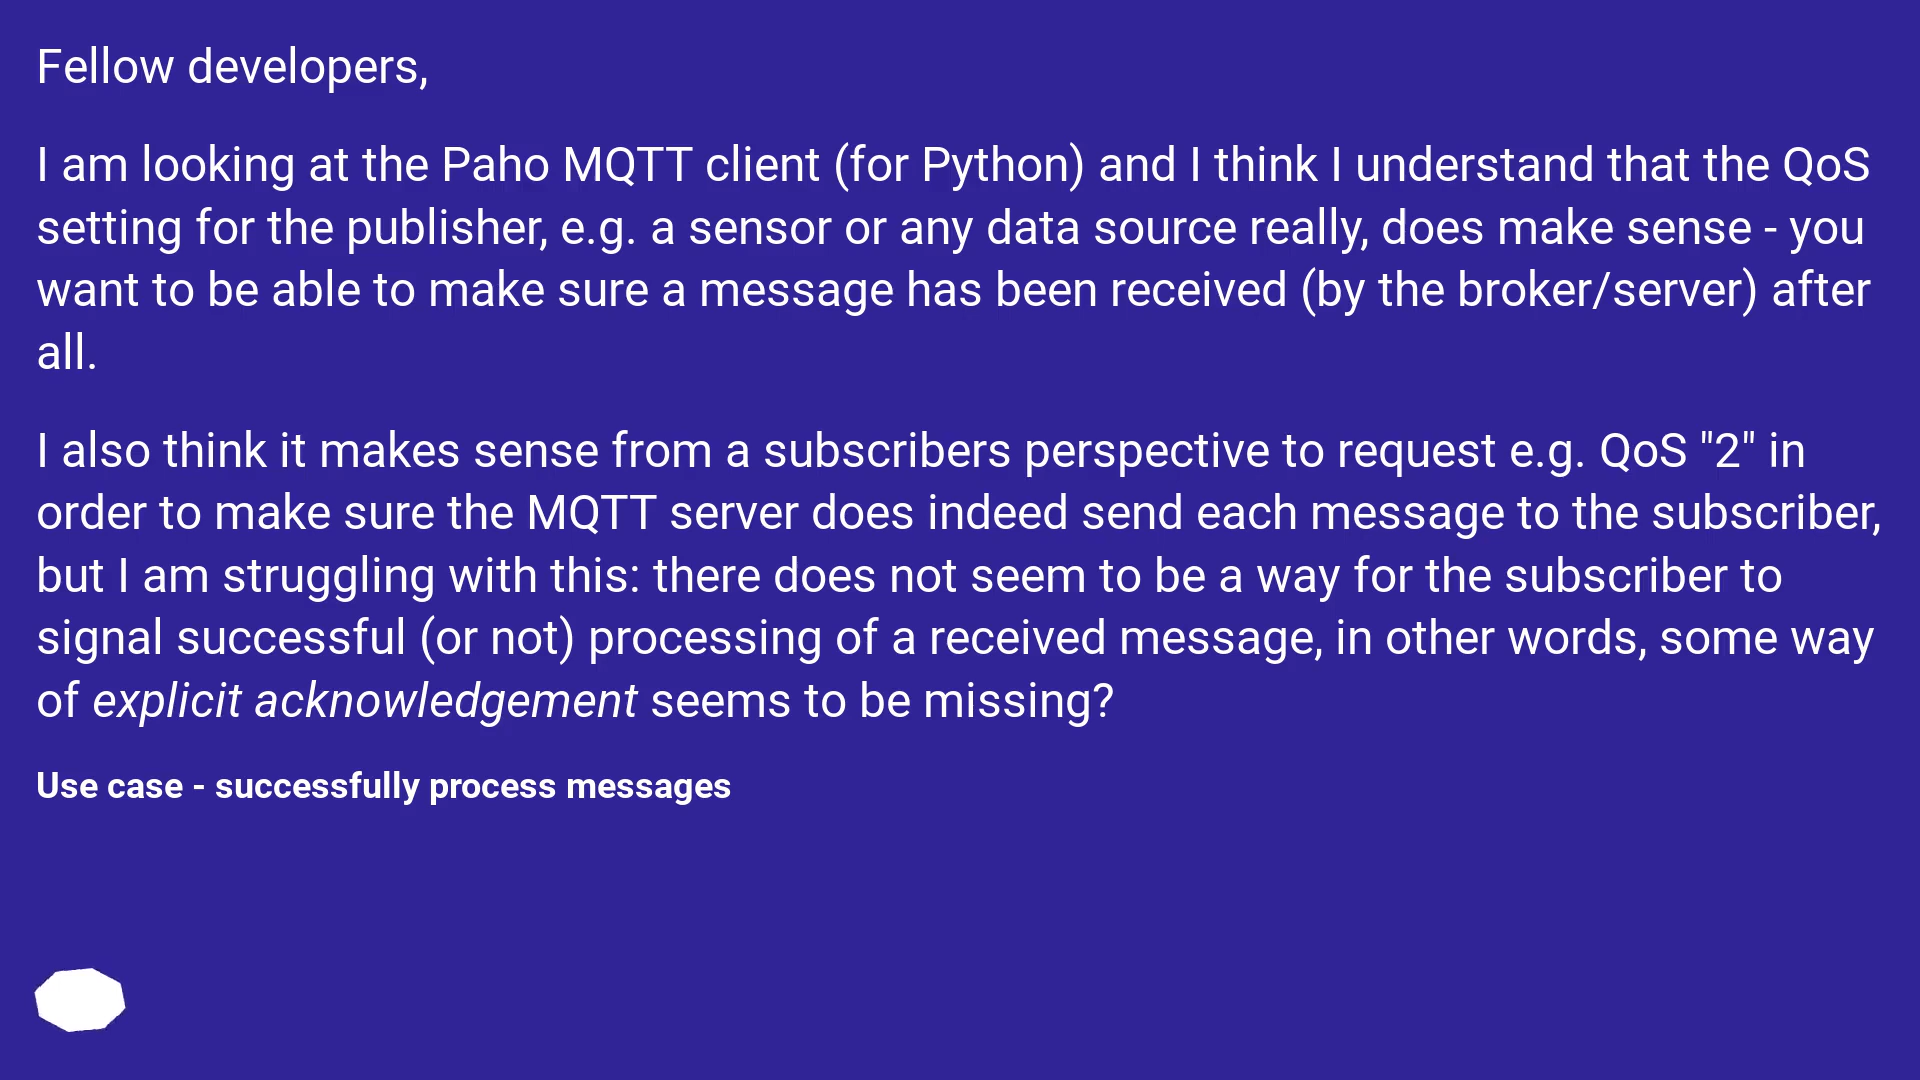 Fellow developers,
I am looking at the Paho MQTT client (for Python) and I think I understand that the QoS
setting for the publisher, e.g. a sensor or any data source really, does make sense - you
want to be able to make sure a message has been received (by the broker/server) after
all.
I also think it makes sense from a subscribers perspective to request e.g. QoS "2" in
order to make sure the MQTT server does indeed send each message to the subscriber,
but I am struggling with this: there does not seem to be a way for the subscriber to
signal successful (or not) processing of a received message, in other words, some way
of explicit acknowledgement seems to be missing?
Use case - successfully process messages